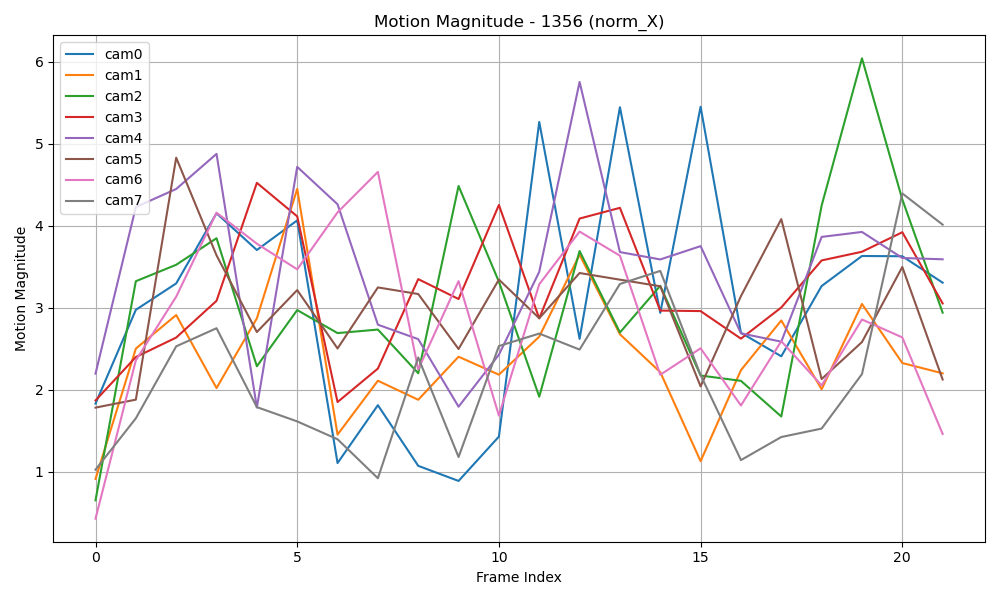 Motion Magnitude - 1356 (norm_X)
cam0
cam1
cam2
cam3
cam4
cam5
cam6
cam7
Motion Magnitude
6
5
4
3
2
1
0 5 10 15 20
Frame Index